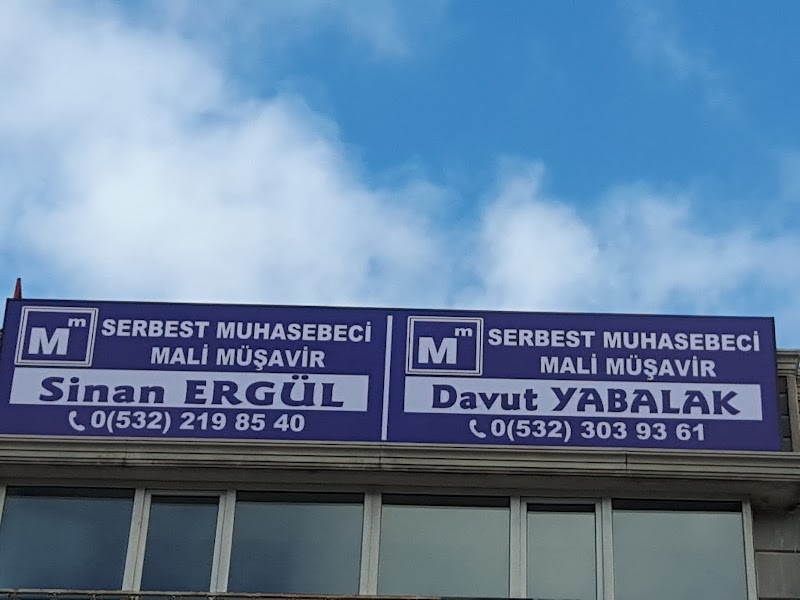 Mm
SERBEST MUHASEBECİ
MALİ MÜŞAVİR
Sinan ERGÜL
0(532) 219 85 40
Mm
SERBEST MUHASEBECİ
MALİ MÜŞAVİR
Davut YABALAK
0(532) 303 93 61